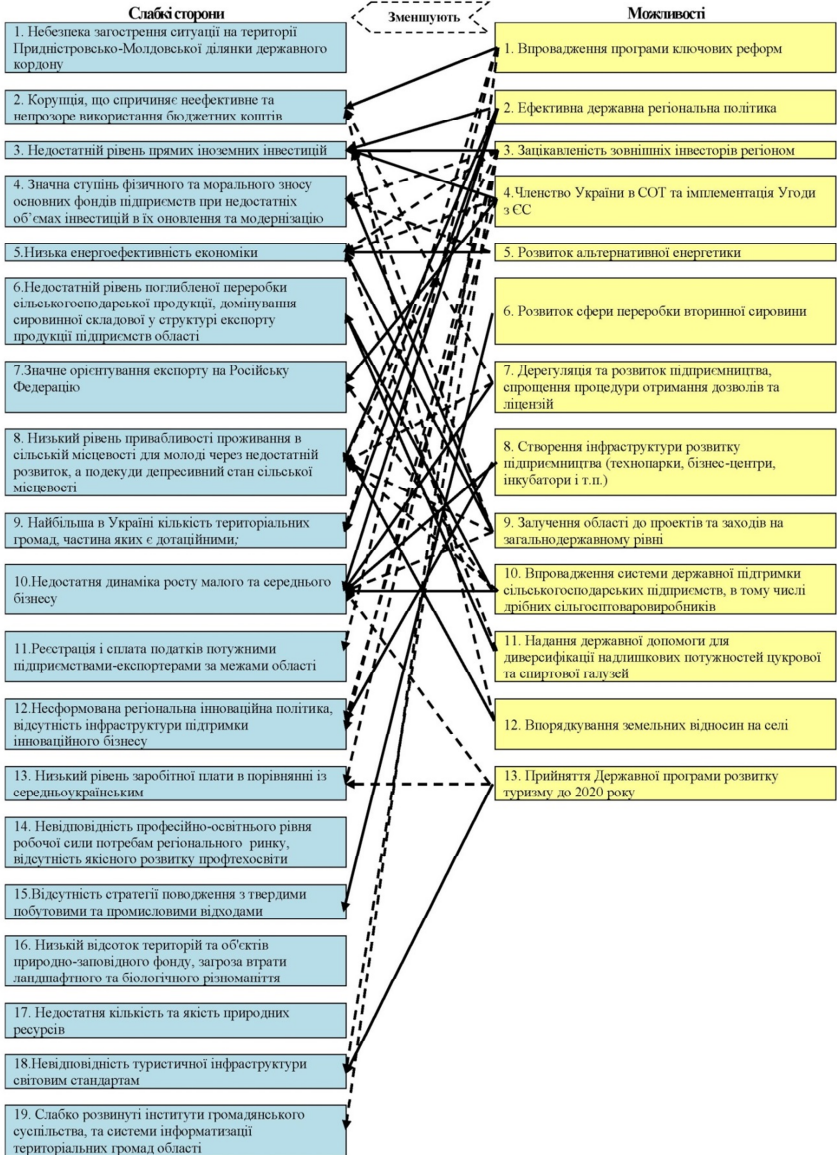 Слабкі сторони
1. Небезпека загострення ситуації на території
Придністровсько-Молдовської ділянки державного
кордону
2. Корупція, що спричиняє неефективне та
непрозоре використання бюджетних коштів
3. Недостатній рівень прямих іноземних інвестицій
4. Значна ступінь фізичного та морального зносу
основних фондів підприємств при недостатніх
об’ємах інвестицій в їх оновлення та модернізацію
5.Низька енергоефективність економіки
6.Недостатній рівень поглибленої переробки
сільськогосподарської продукції, домінування
сировинної складової у структурі експорту
продукції підприємств області
7.Значне орієнтування експорту на Російську
Федерацію
8. Низький рівень привабливості проживання в
сільській місцевості для молоді через недостатній
розвиток, а подекуди депресивний стан сільської
місцевості
9. Найбільша в Україні кількість територіальних
громад, частина яких є дотаційними;
10.Недостатня динаміка росту малого та середнього
бізнесу
11.Реєстрація і сплата податків потужними
підприємствами-експортерами за межами області
12.Несформована регіональна інноваційна політика,
відсутність інфраструктури підтримки
інноваційного бізнесу
13. Низький рівень заробітної плати в порівнянні із
середньоукраїнським
14. Невідповідність професійно-освітнього рівня
робочої сили потребам регіонального ринку,
відсутність якісного розвитку профтехосвіти
15.Відсутність стратегії поводження з твердими
побутовими та промисловими відходами
16. Низькій відсоток територій та об'єктів
природно-заповідного фонду, загроза втрати
ландшафтного та біологічного різноманіття
17. Недостатня кількість та якість природних
ресурсів
18.Невідповідність туристичної інфраструктури
світовим стандартам
19. Слабко розвинуті інститути громадянського
суспільства, та системи інформатизації
територіальних громад області
Зменшують
Можливості
1. Впровадження програми ключових реформ
2. Ефективна державна регіональна політика
3. Зацікавленість зовнішніх інвесторів регіоном
4.Членство України в СОТ та імплементація Угоди
з ЄС
5. Розвиток альтернативної енергетики
6. Розвиток сфери переробки вторинної сировини
7. Дерегуляція та розвиток підприємництва,
спрощення процедури отримання дозволів та
ліцензій
8. Створення інфраструктури розвитку
підприємництва (технопарки, бізнес-центри,
інкубатори і т.п.)
9. Залучення області до проектів та заходів на
загальнодержавному рівні
10. Впровадження системи державної підтримки
сільськогосподарських підприємств, в тому числі
дрібних сільгосптоваровиробників
11. Надання державної допомоги для
диверсифікації надлишкових потужностей цукрової
та спиртової галузей
12. Впорядкування земельних відносин на селі
13. Прийняття Державної програми розвитку
туризму до 2020 року